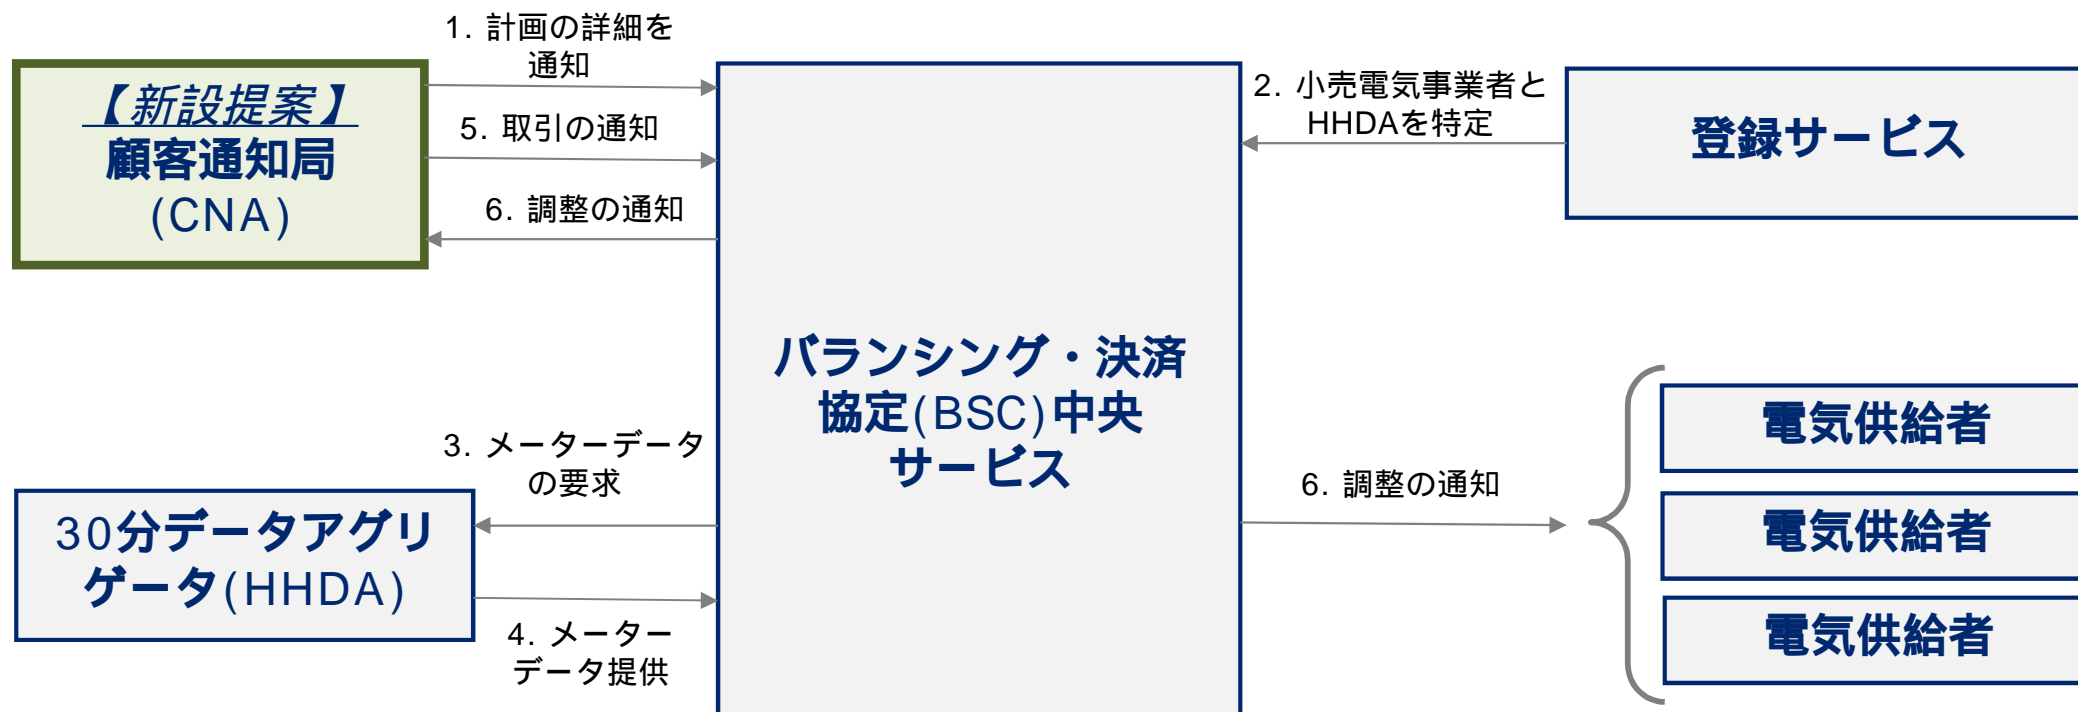 1. 計画の詳細を
通知
【新設提案】
顧客通知局
(CNA)
5. 取引の通知
6. 調整の通知
2. 小売電気事業者と
HHDAを特定
登録サービス
バランシング・決済
協定(BSC)中央
サービス
3. メーターデータ
の要求
30分データアグリ
ゲータ(HHDA)
4. メーター
データ提供
6. 調整の通知
電気供給者
電気供給者
電気供給者